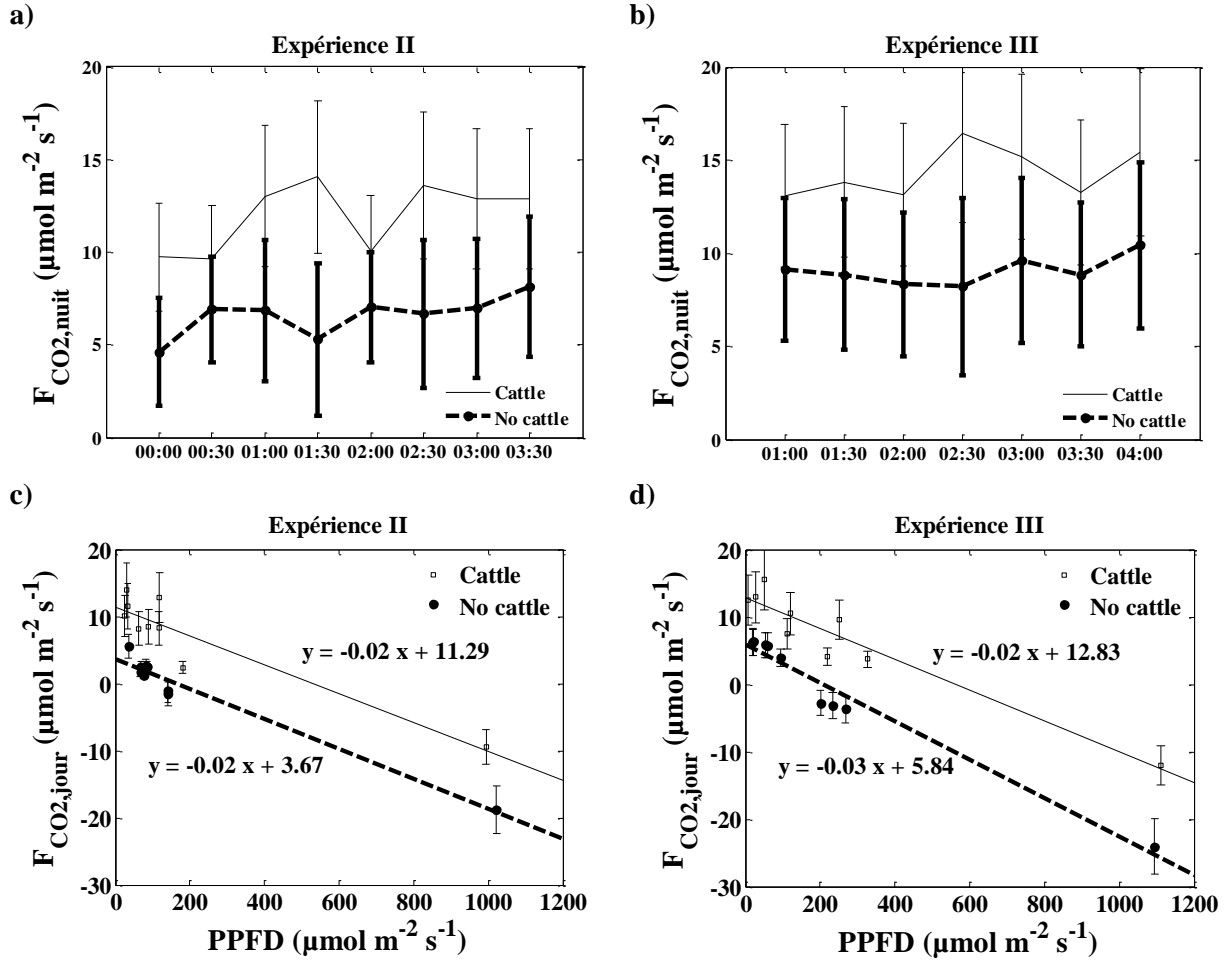 a)
Expérience II
F_CO2,nuit (µmol m^-2 s^-1)
20
15
10
5
0
Cattle
No cattle
00:00 00:30 01:00 01:30 02:00 02:30 03:00 03:30
b)
Expérience III
F_CO2,nuit (µmol m^-2 s^-1)
20
15
10
5
0
Cattle
No cattle
01:00 01:30 02:00 02:30 03:00 03:30 04:00
c)
Expérience II
F_CO2,jour (µmol m^-2 s^-1)
20
10
0
-10
-20
-30
Cattle
No cattle
y = -0.02 x + 11.29
y = -0.02 x + 3.67
0 200 400 600 800 1000 1200
PPFD (µmol m^-2 s^-1)
d)
Expérience III
F_CO2,jour (µmol m^-2 s^-1)
20
10
0
-10
-20
-30
Cattle
No cattle
y = -0.02 x + 12.83
y = -0.03 x + 5.84
0 200 400 600 800 1000 1200
PPFD (µmol m^-2 s^-1)